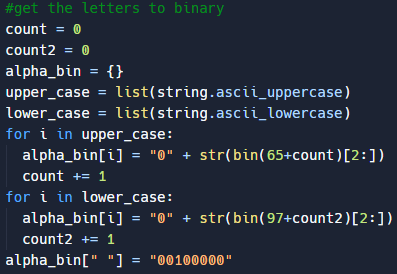 #get the letters to binary
count = 0
count2 = 0
alpha_bin = {}
upper_case = list(string.ascii_uppercase)
lower_case = list(string.ascii_lowercase)
for i in upper_case:
  alpha_bin[i] = "0" + str(bin(65+count)[2:])
  count += 1
for i in lower_case:
  alpha_bin[i] = "0" + str(bin(97+count2)[2:])
  count2 += 1
alpha_bin[" "] = "00100000"